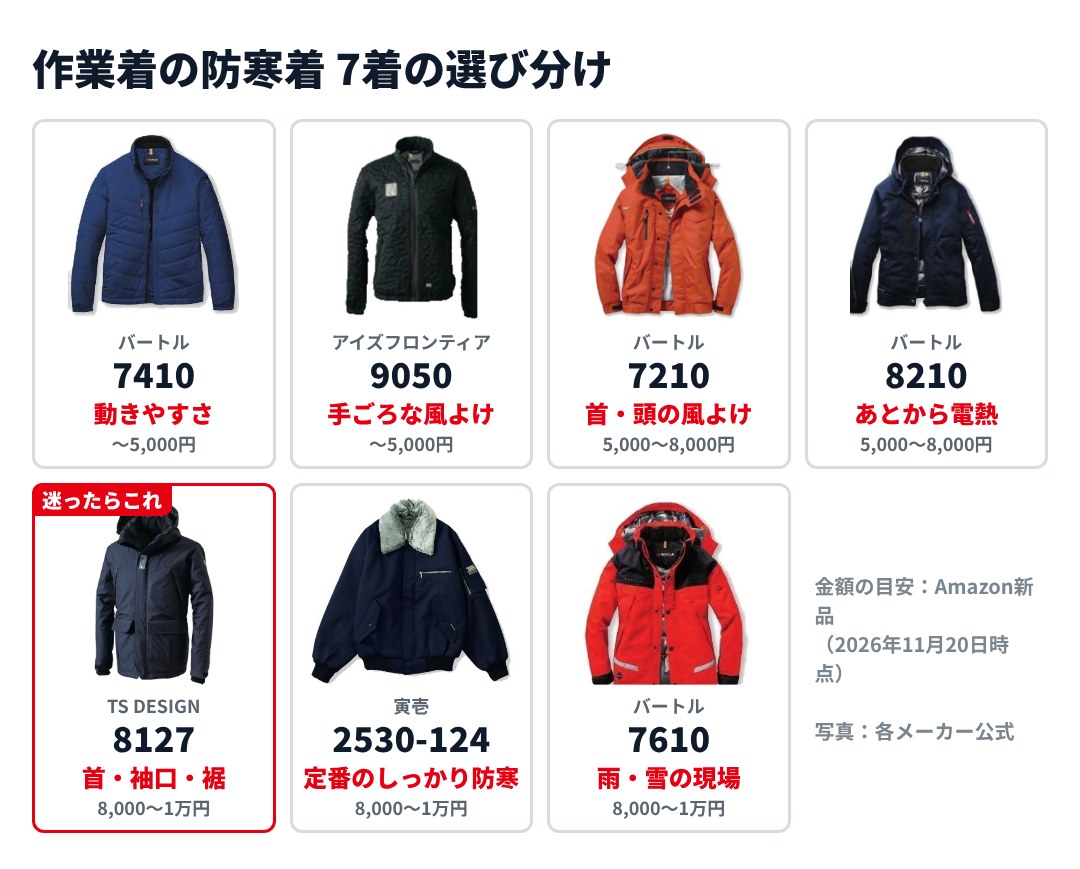 作業着の防寒着 7着の選び分け
バートル
7410
動きやすさ
〜5,000円
アイズフロンティア
9050
手ごろな風よけ
〜5,000円
バートル
7210
首・頭の風よけ
5,000〜8,000円
バートル
8210
あとから電熱
5,000〜8,000円
迷ったらこれ
TS DESIGN
8127
首・袖口・裾
8,000〜1万円
寅壱
2530-124
定番のしっかり防寒
8,000〜1万円
バートル
7610
雨・雪の現場
8,000〜1万円
金額の目安：Amazon新
品
（2026年11月20日時
点）
写真：各メーカー公式